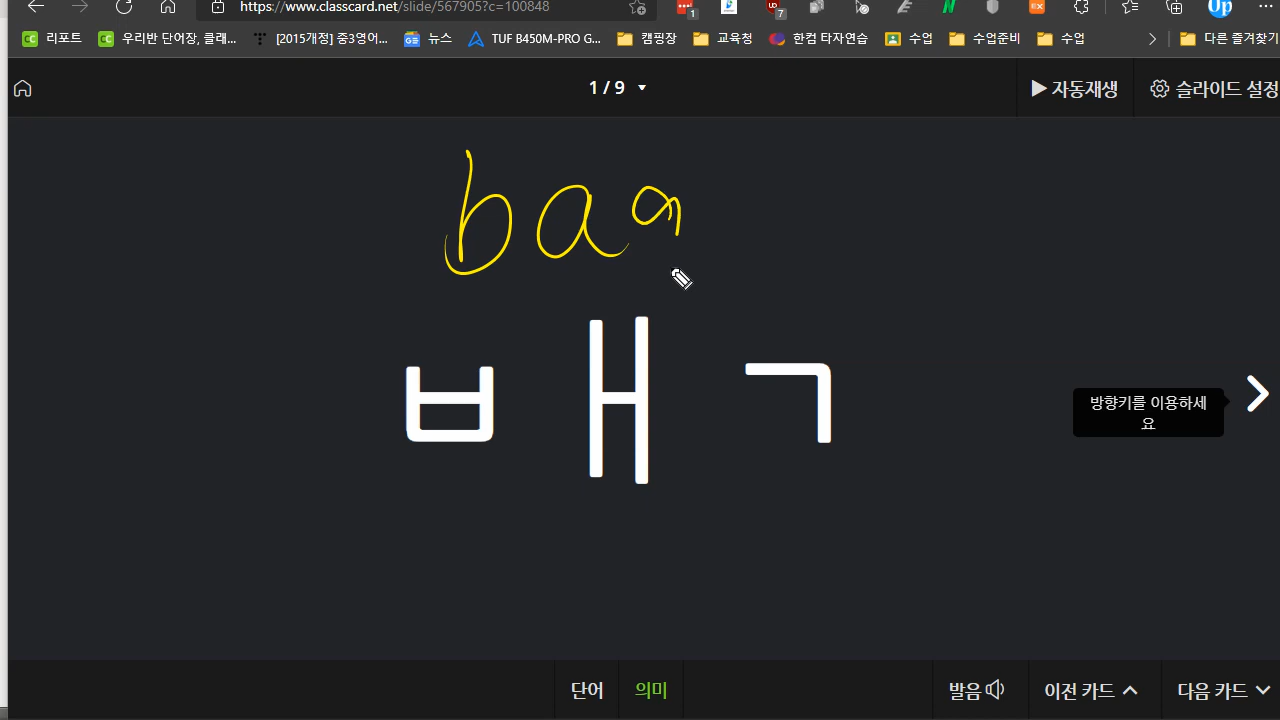 https://www.classcard.net/slide/567905?c=100848
1
7
Up
리포트 우리반 단어장, 클래... [2015개정] 중3영어... 뉴스 TUF B450M-PRO G... 캠핑장 교육청 한컴 타자연습 수업 수업준비 수업 다른 즐겨찾기
1 / 9
자동재생
슬라이드 설정
ba
ㅂ ㅐ ㄱ
방향키를 이용하세
요
단어 의미 발음 이전 카드 다음 카드